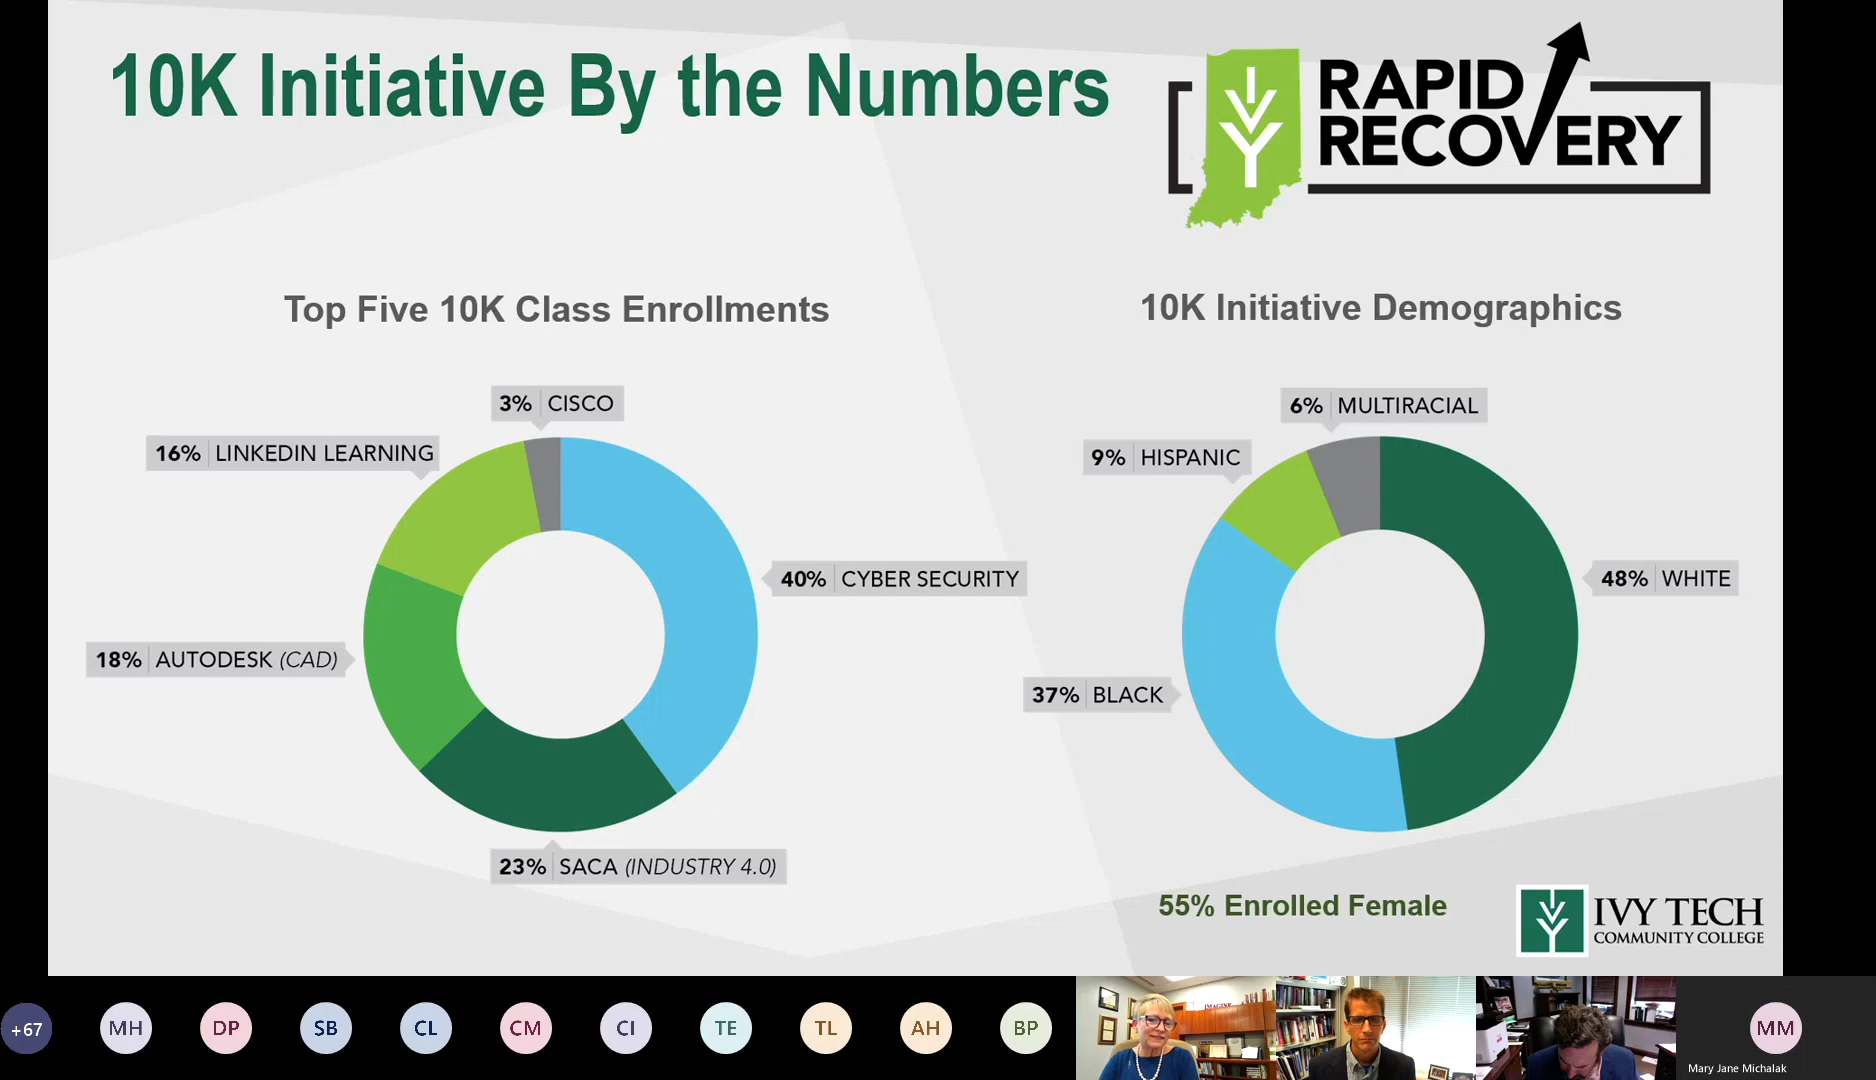 10K Initiative By the Numbers
RAPID
RECOVERY
Top Five 10K Class Enrollments
3% CISCO
16% LINKEDIN LEARNING
40% CYBER SECURITY
18% AUTODESK (CAD)
23% SACA (INDUSTRY 4.0)
10K Initiative Demographics
6% MULTIRACIAL
9% HISPANIC
48% WHITE
37% BLACK
55% Enrolled Female
IVY TECH
COMMUNITY COLLEGE
+67 MH DP SB CL CM CI TE TL AH BP
IMAGINE
MM
Mary Jane Michalak